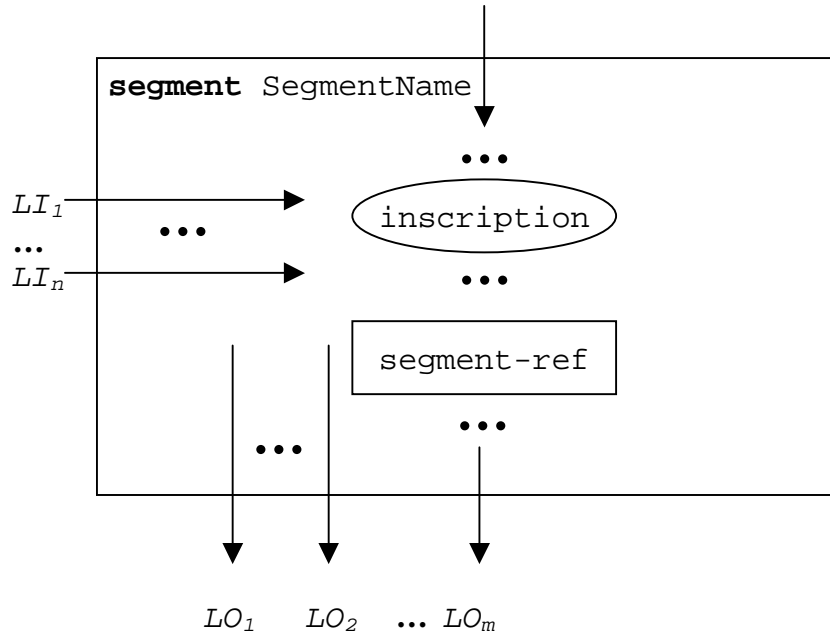 segment SegmentName
...
LI₁
...
inscription
...
LIₙ
...
segment-ref
...
...
LO₁ LO₂ ... LOₘ